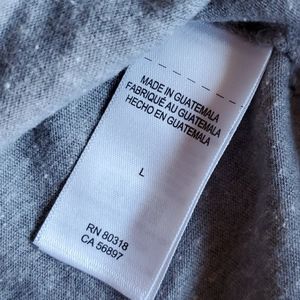 MADE IN GUATEMALA
FABRIQUÉ AU GUATEMALA
HECHO EN GUATEMALA
L
RN 80318
CA 56897